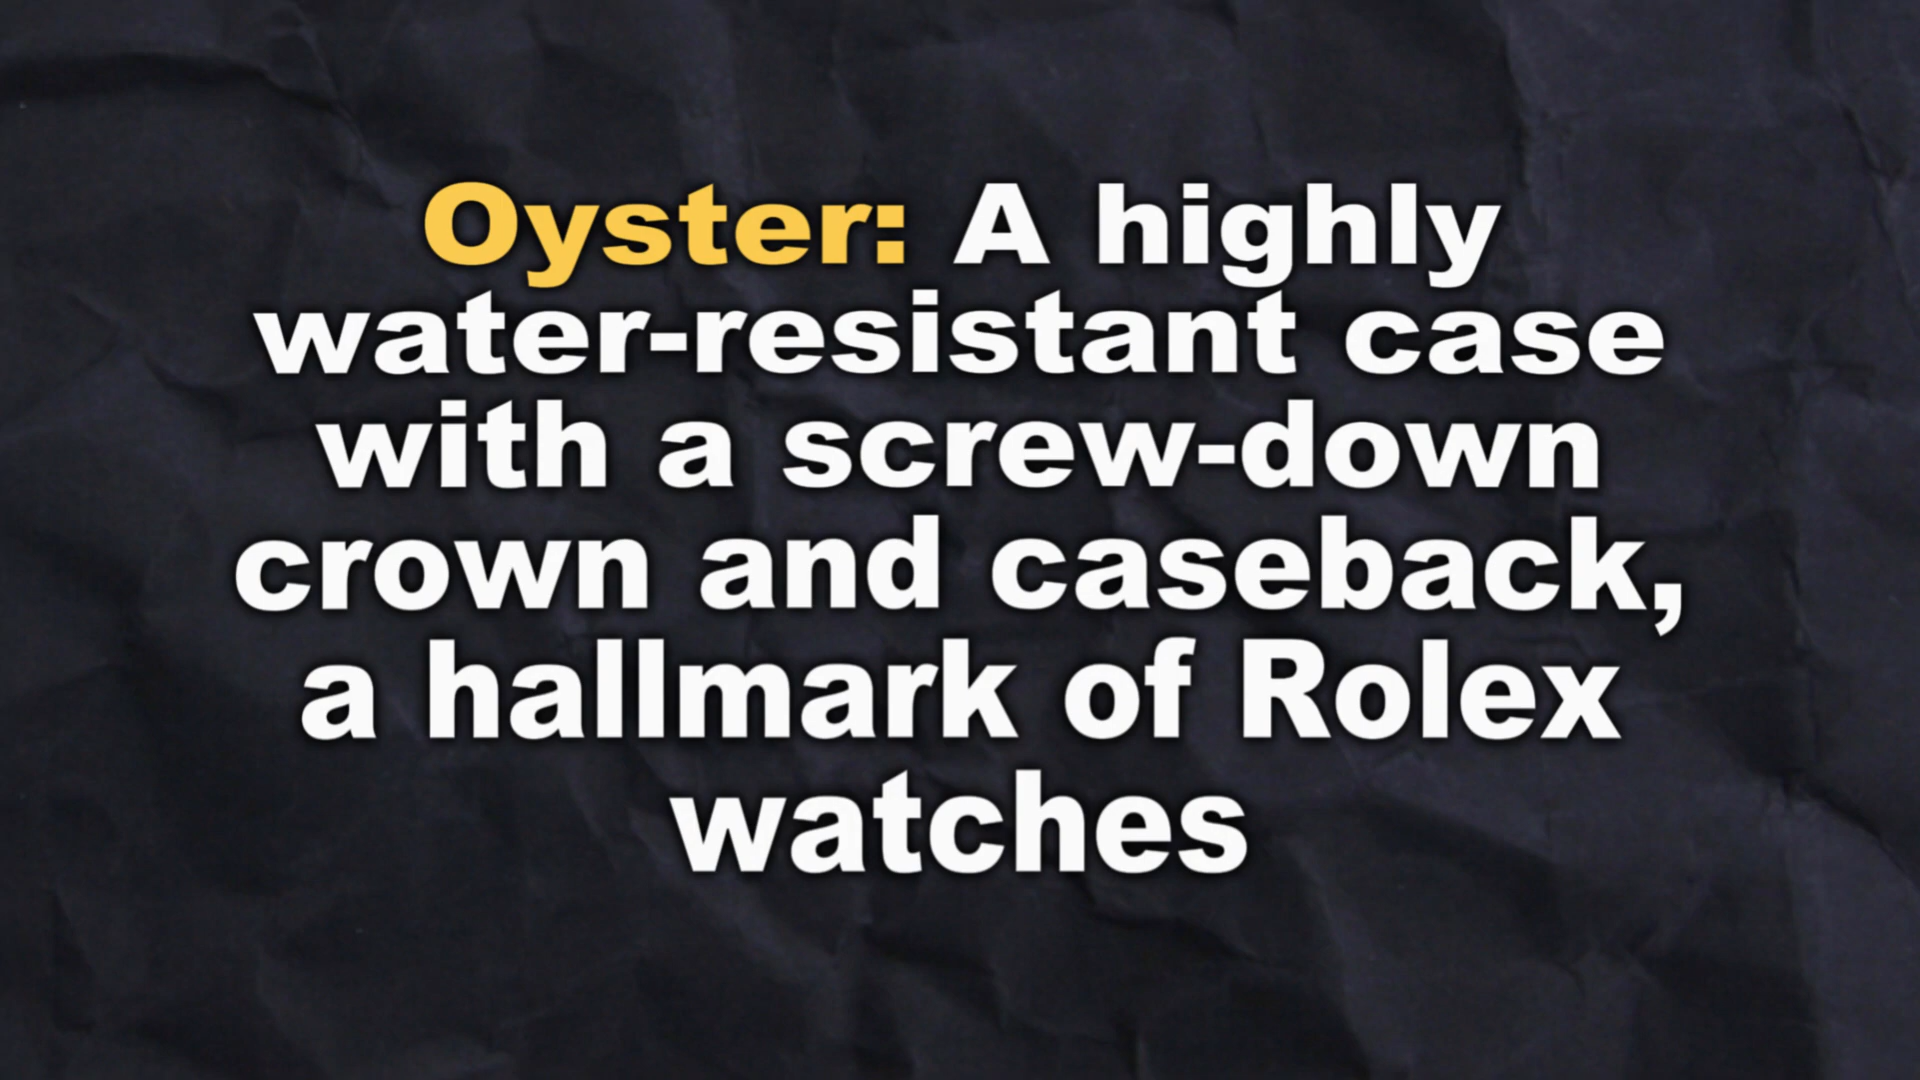 Oyster: A highly
water-resistant case
with a screw-down
crown and caseback,
a hallmark of Rolex
watches